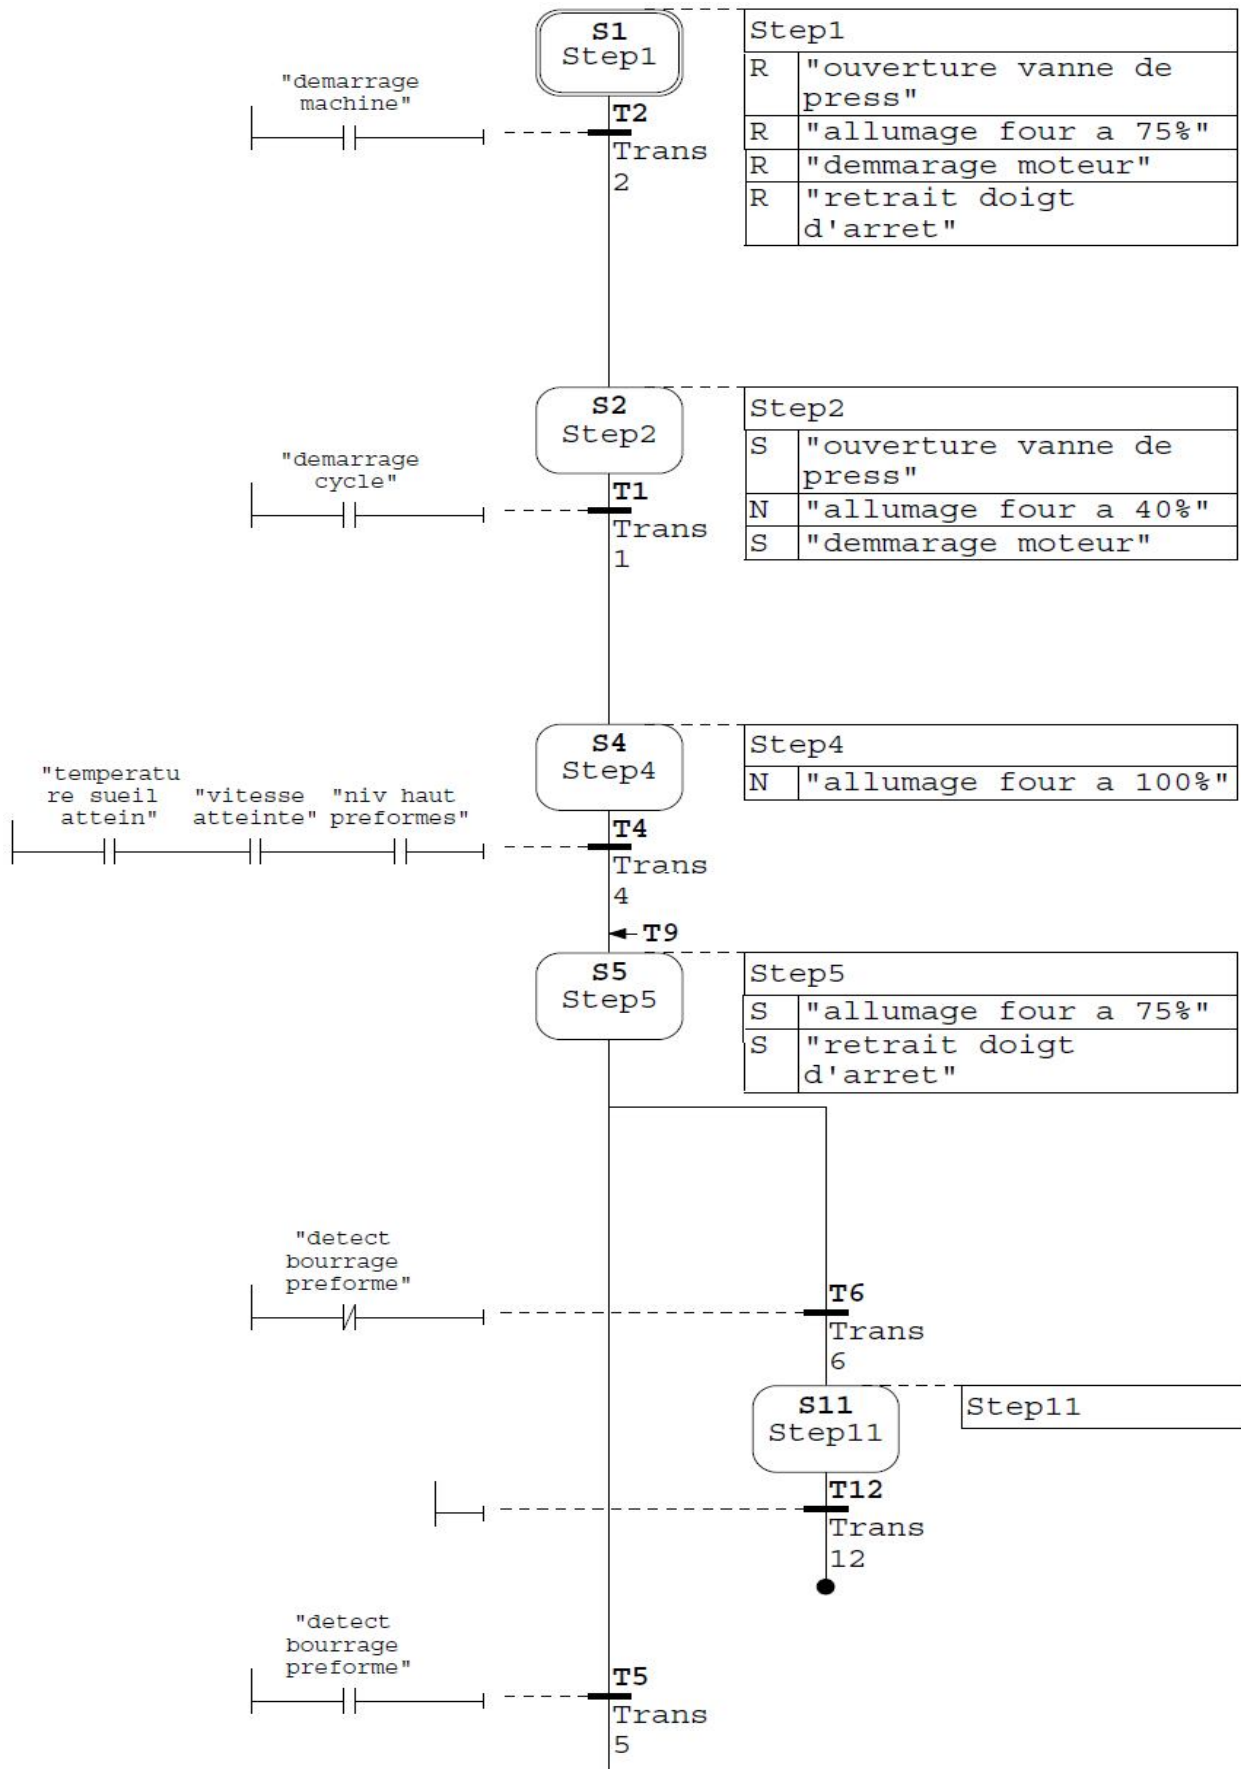 S1
Step1
Step1
R "ouverture vanne de
press"
R "allumage four a 75%"
R "demmarage moteur"
R "retrait doigt
d'arret"
"demarrage
machine"
T2
Trans
2
S2
Step2
Step2
S "ouverture vanne de
press"
N "allumage four a 40%"
S "demmarage moteur"
"demarrage
cycle"
T1
Trans
1
S4
Step4
Step4
N "allumage four a 100%"
"temperatu
re sueil
attein"
"vitesse
atteinte"
"niv haut
preformes"
T4
Trans
4
T9
S5
Step5
Step5
S "allumage four a 75%"
S "retrait doigt
d'arret"
"detect
bourrage
preforme"
T6
Trans
6
S11
Step11
Step11
T12
Trans
12
"detect
bourrage
preforme"
T5
Trans
5